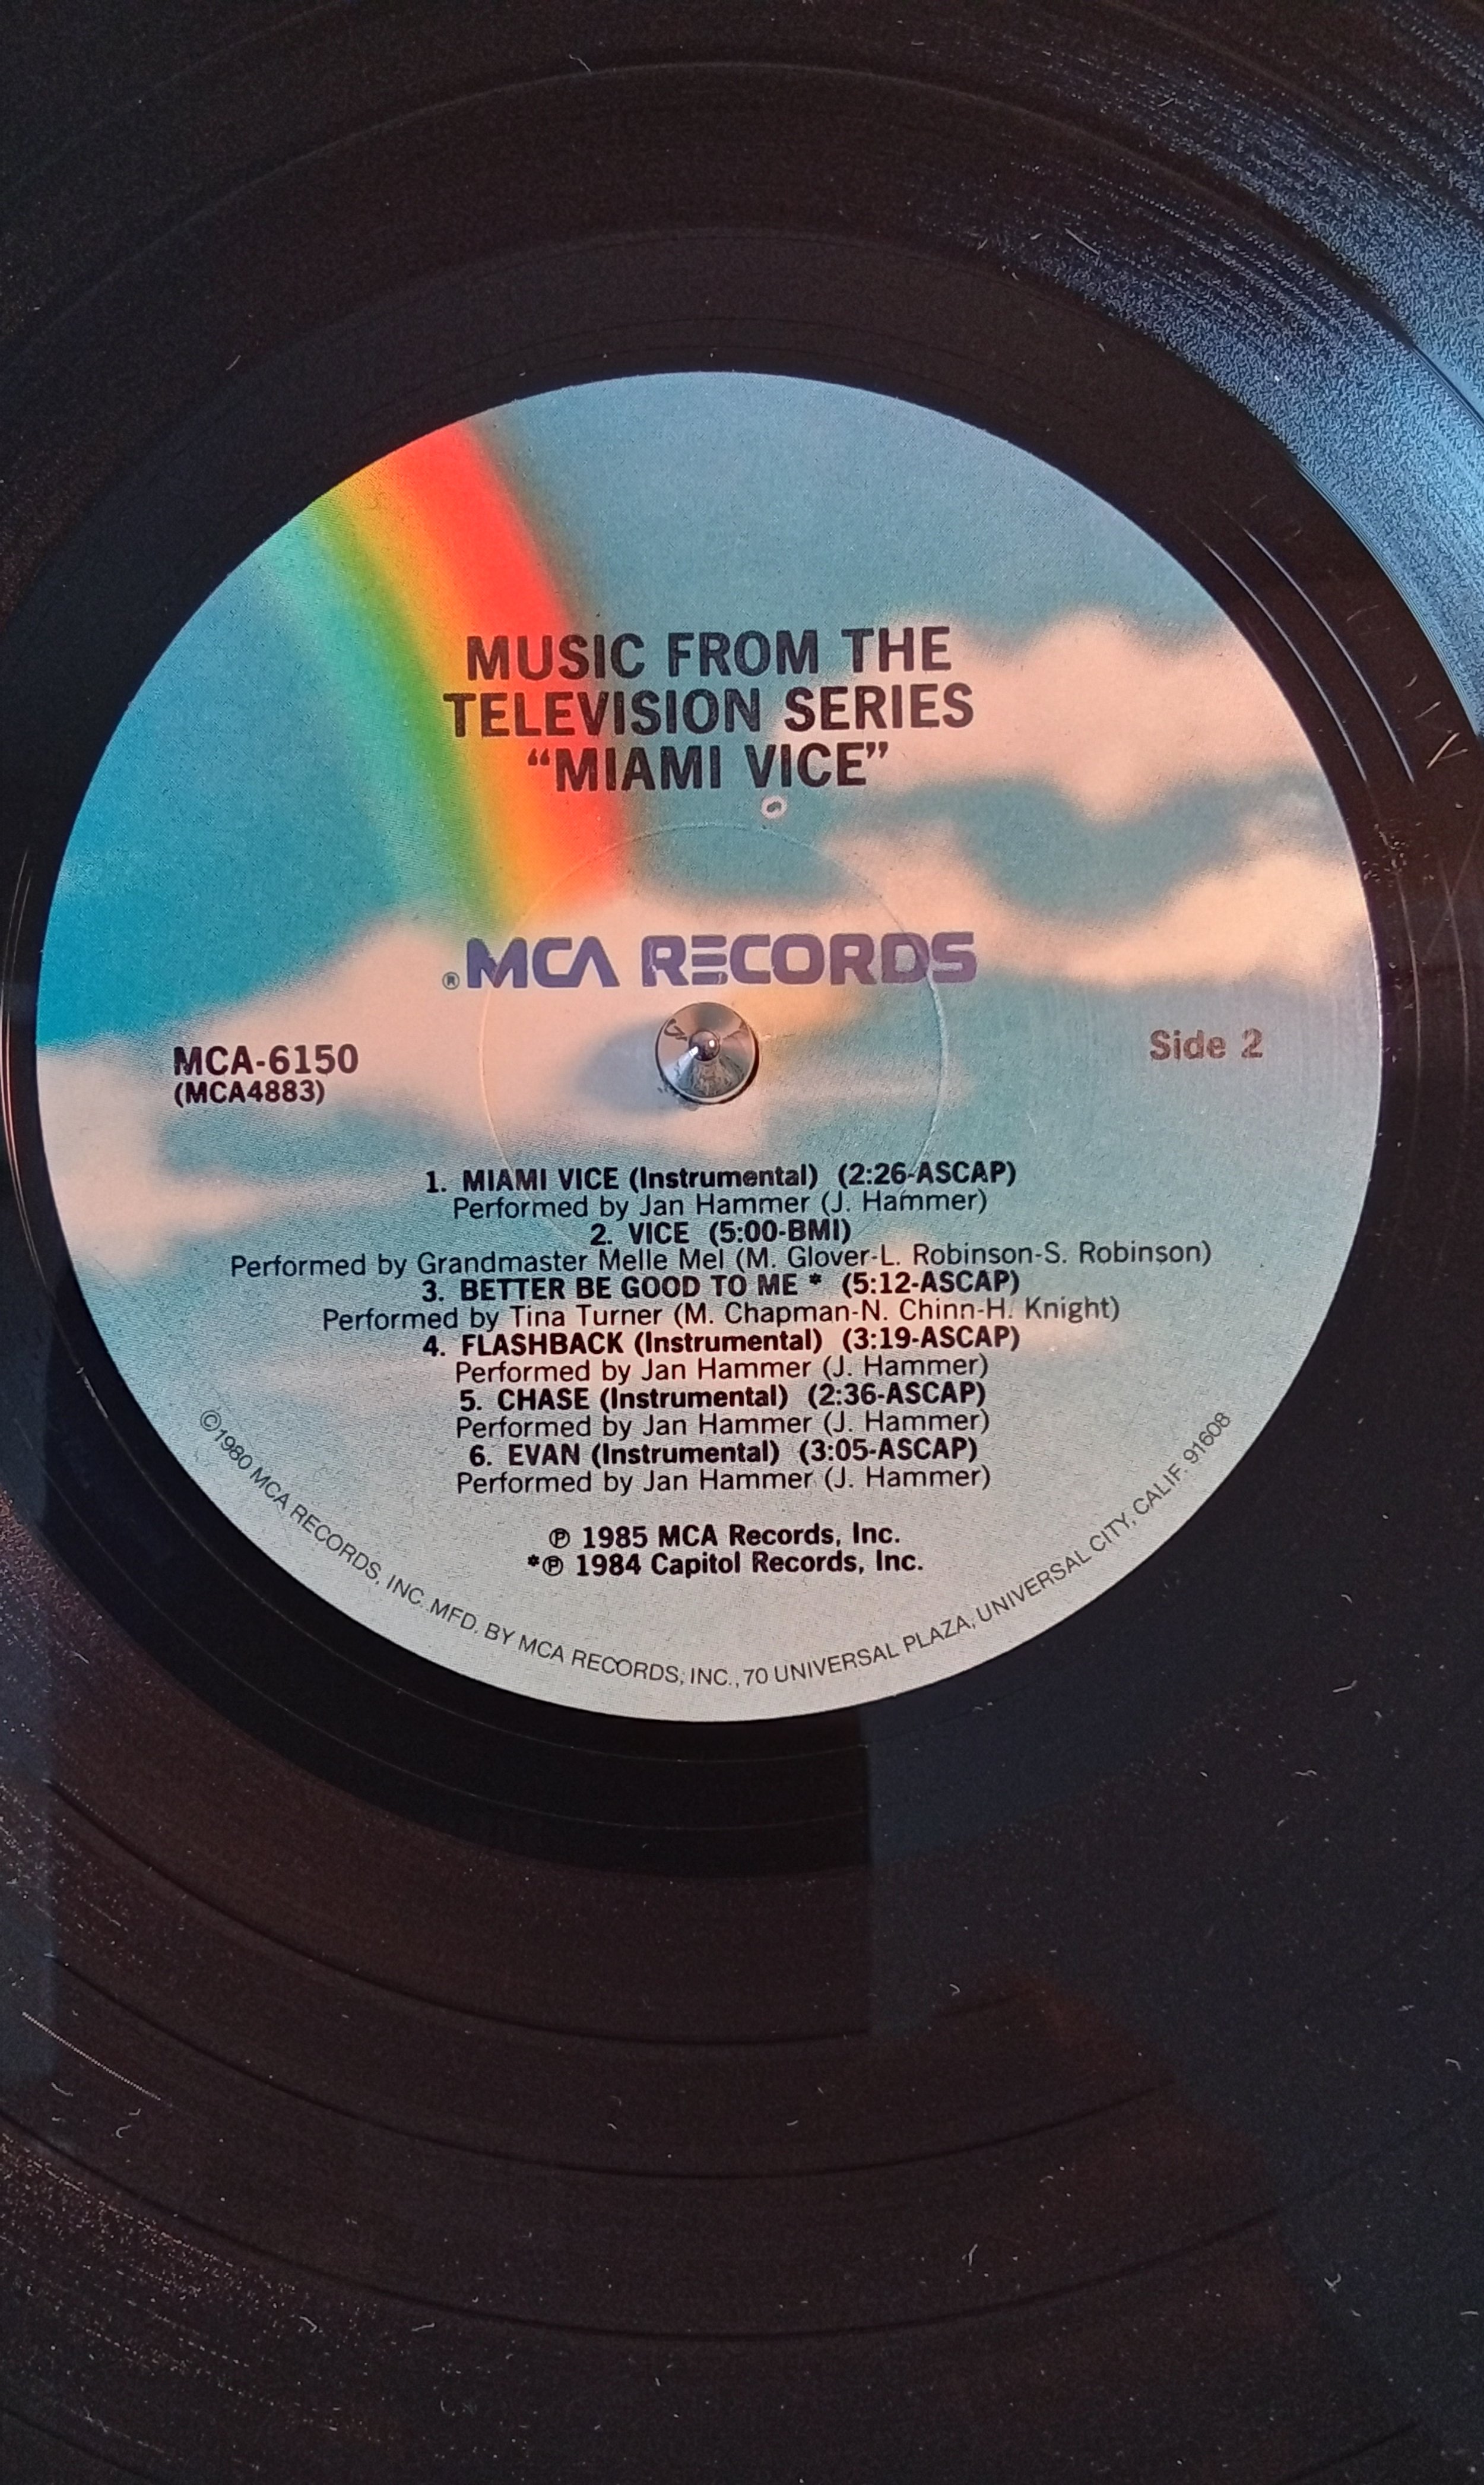 MUSIC FROM THE
TELEVISION SERIES
“MIAMI VICE”
®MCA RECORDS
MCA-6150
(MCA4883)
Side 2
1. MIAMI VICE (Instrumental) (2:26-ASCAP)
Performed by Jan Hammer (J. Hammer)
2. VICE (5:00-BMI)
Performed by Grandmaster Melle Mel (M. Glover-L. Robinson-S. Robinson)
3. BETTER BE GOOD TO ME * (5:12-ASCAP)
Performed by Tina Turner (M. Chapman-N. Chinn-H. Knight)
4. FLASHBACK (Instrumental) (3:19-ASCAP)
Performed by Jan Hammer (J. Hammer)
5. CHASE (Instrumental) (2:36-ASCAP)
Performed by Jan Hammer (J. Hammer)
6. EVAN (Instrumental) (3:05-ASCAP)
Performed by Jan Hammer (J. Hammer)
℗ 1985 MCA Records, Inc.
*℗ 1984 Capitol Records, Inc.
©1980 MCA RECORDS, INC. MFD. BY MCA RECORDS, INC., 70 UNIVERSAL PLAZA, UNIVERSAL CITY, CALIF. 91608